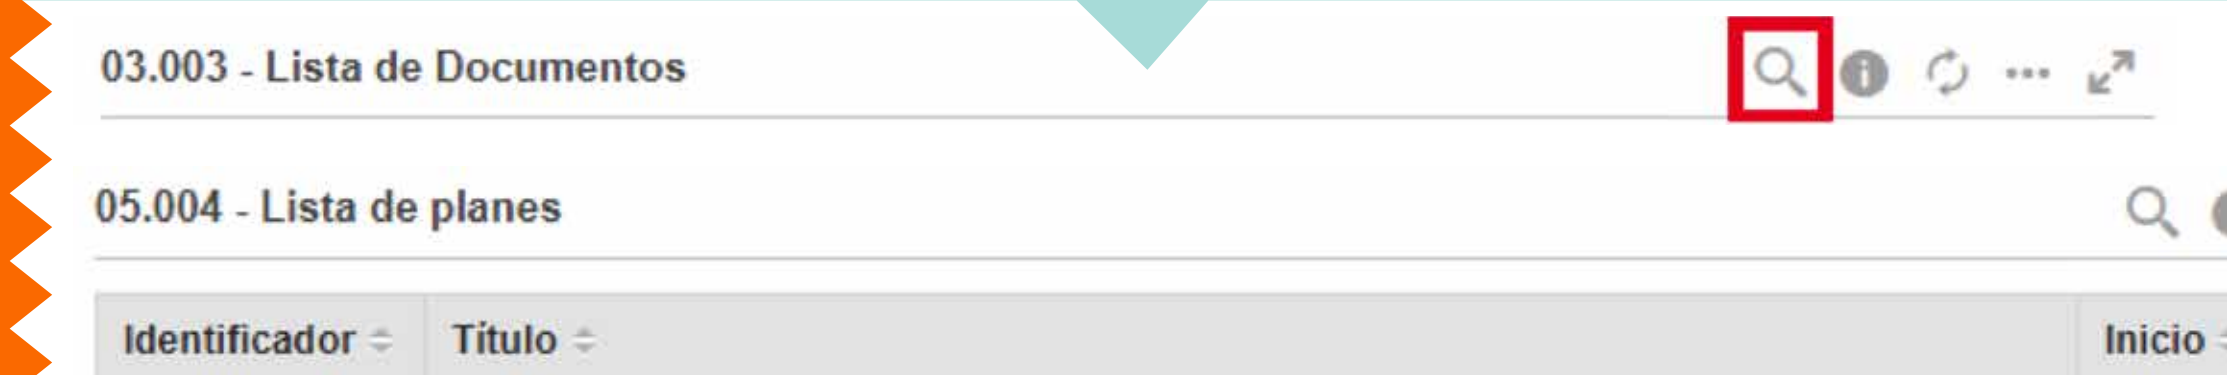 03.003 - Lista de Documentos
05.004 - Lista de planes
Identificador Título Inicio